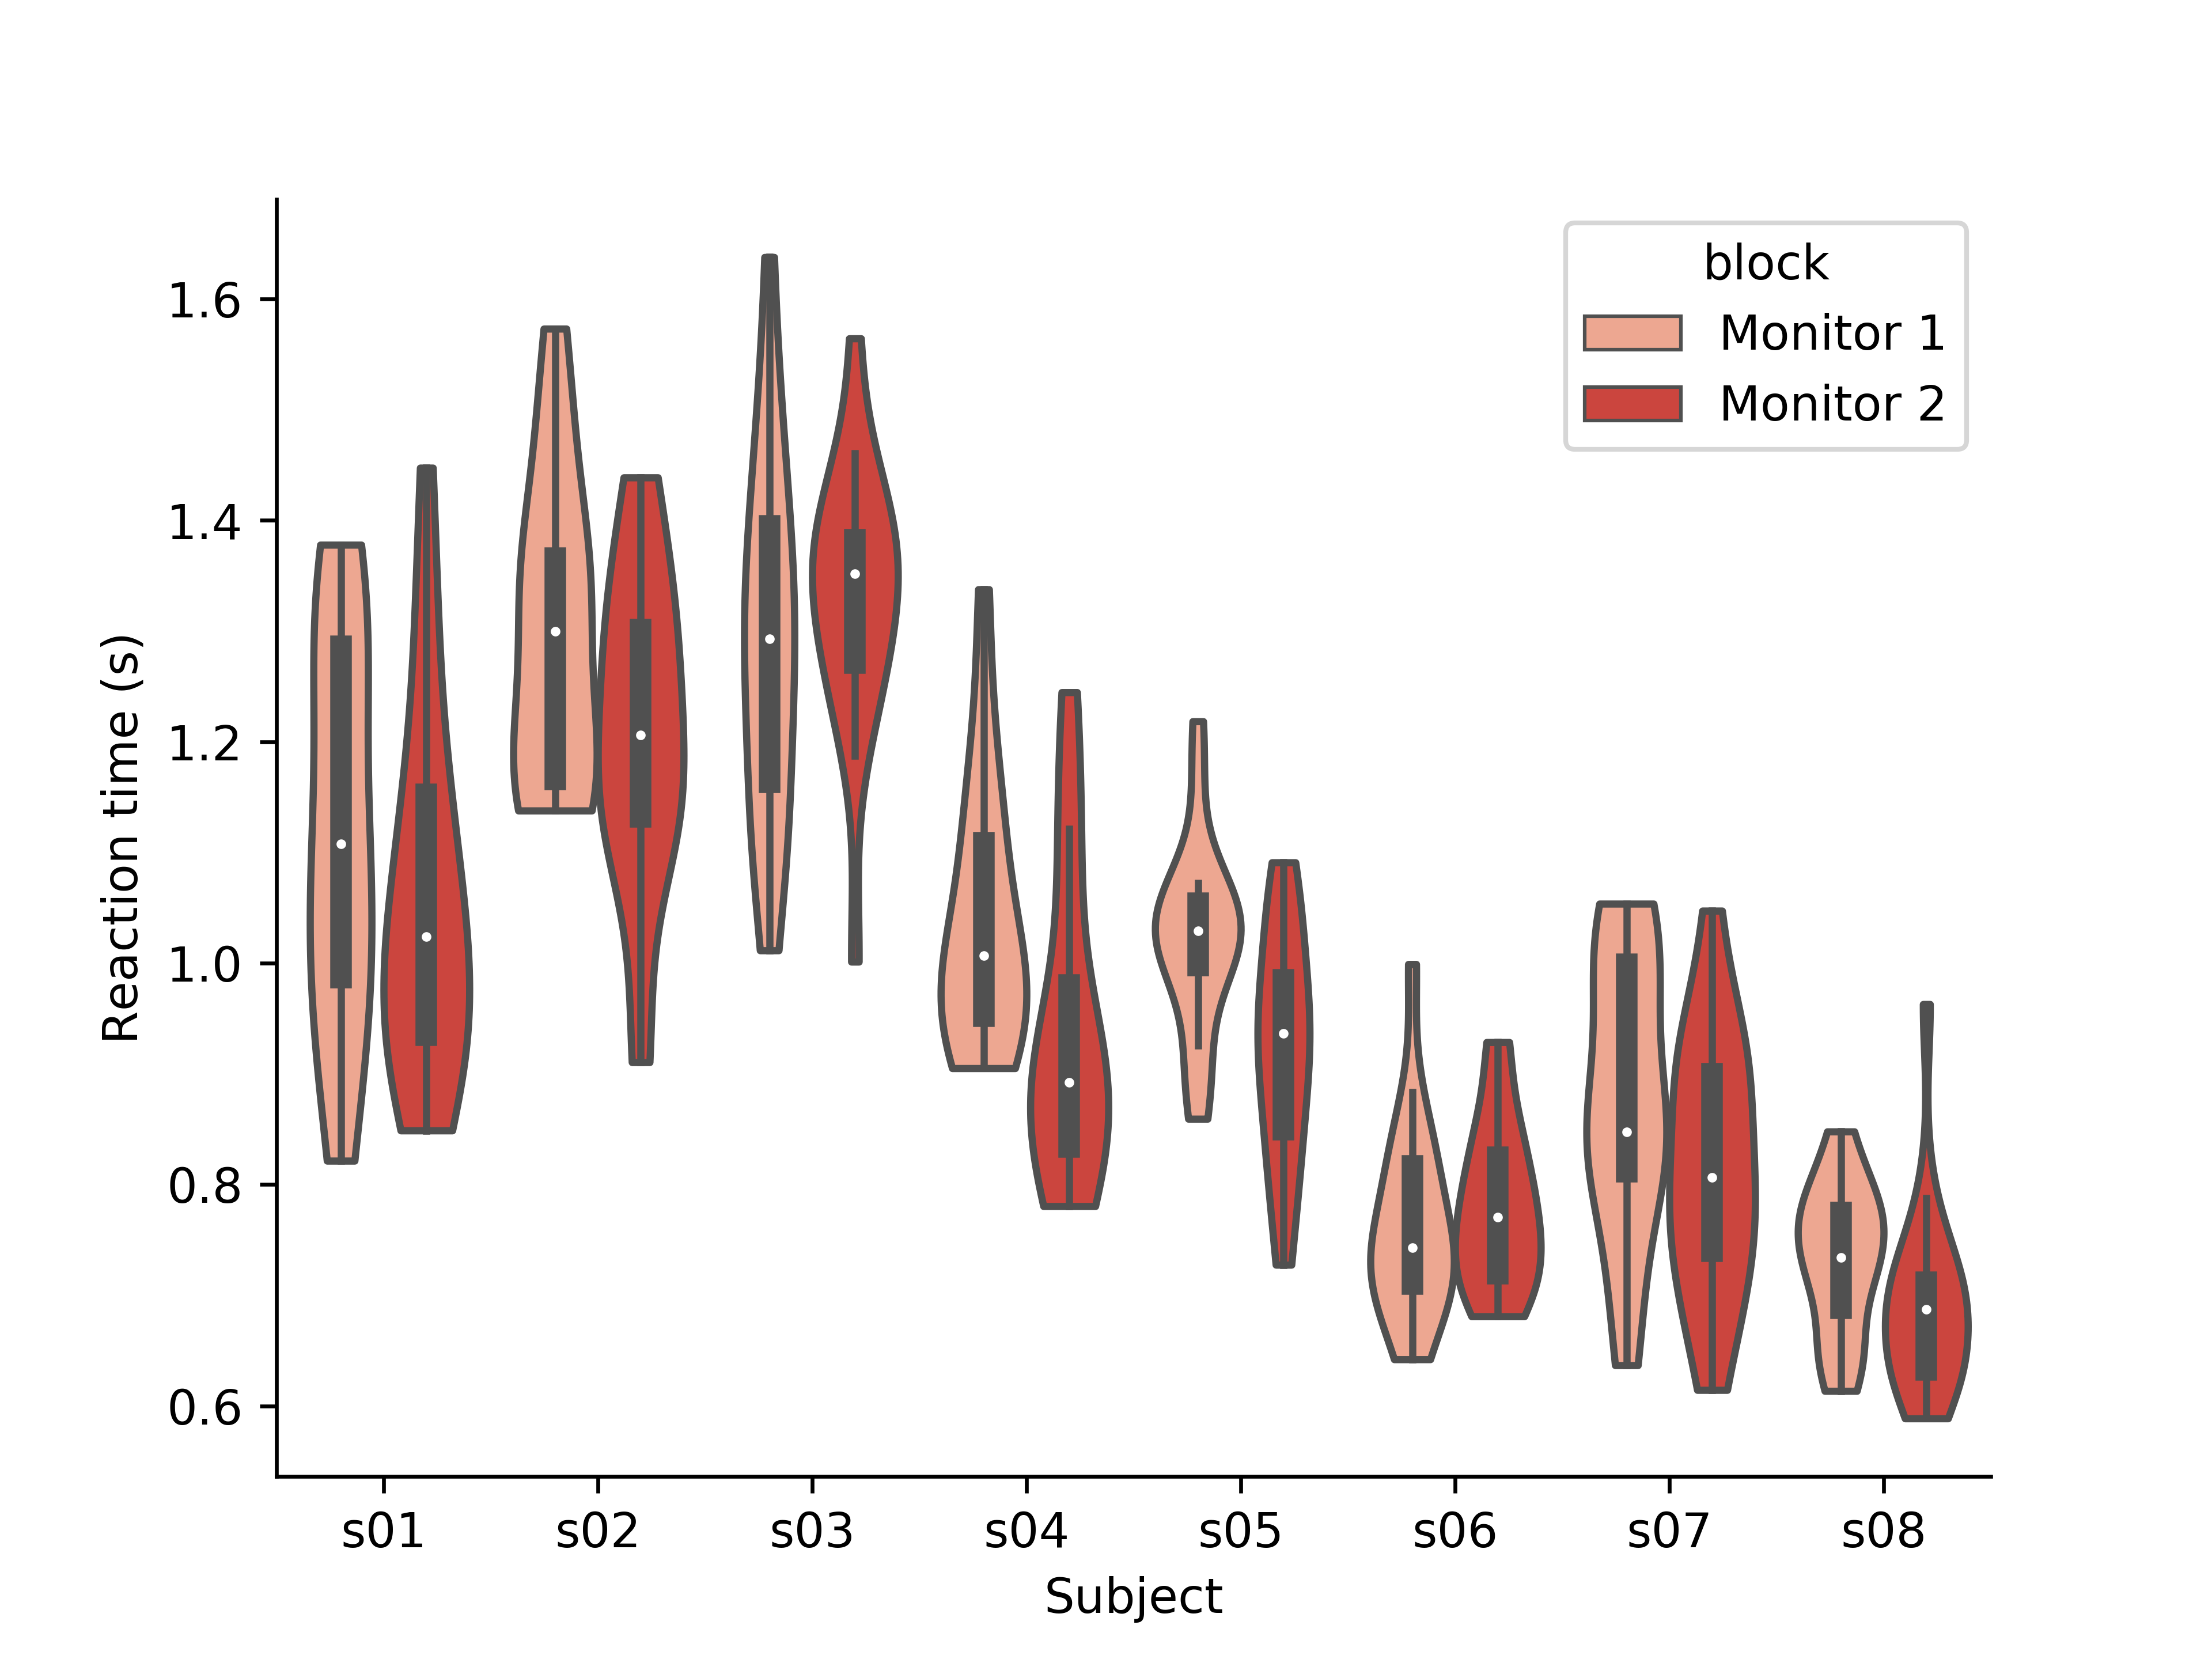 block
Monitor 1
Monitor 2
1.6
1.4
1.2
1.0
0.8
0.6
Reaction time (s)
s01 s02 s03 s04 s05 s06 s07 s08
Subject